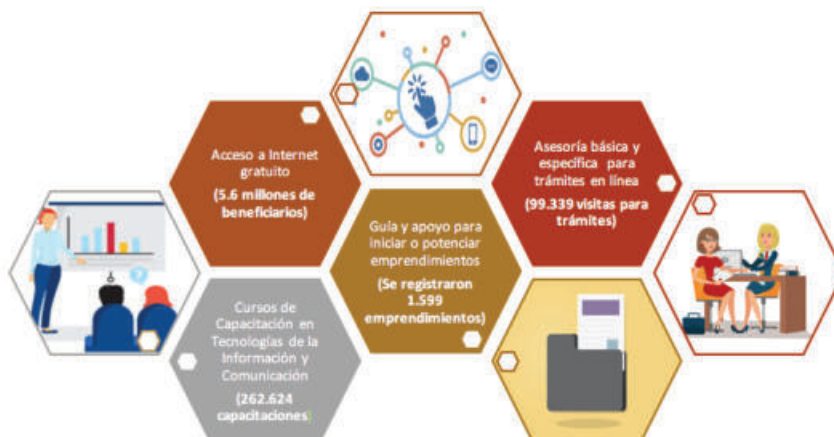 Acceso a Internet
gratuito
(5.6 millones de
beneficiarios)
Cursos de
Capacitación en
Tecnologías de la
Información y
Comunicación
(262.624
capacitaciones)
Guía y apoyo para
iniciar o potenciar
emprendimientos
(Se registraron
1.599
emprendimientos)
Asesoría básica y
específica para
trámites en línea
(99.339 visitas para
trámites)